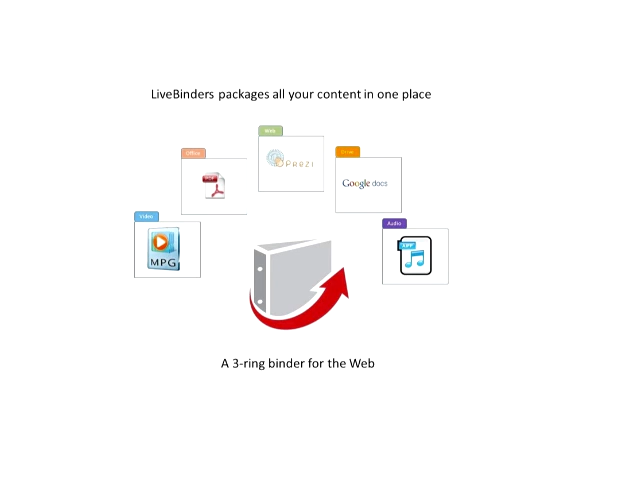 LiveBinders packages all your content in one place
Web
Prezi
Office
Google docs
Video
MPG
Audio
A 3-ring binder for the Web